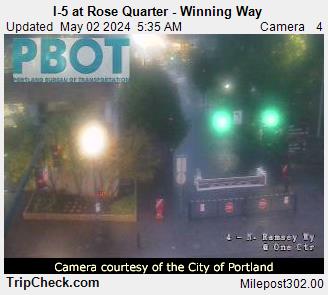 I-5 at Rose Quarter - Winning Way
Updated May 02 2024 5:35 AM Camera 4
PBOT
PORTLAND BUREAU OF TRANSPORTATION
4 - N. Ramsey Wy
@ One Ctr
Camera courtesy of the City of Portland
TripCheck.com Milepost302.00